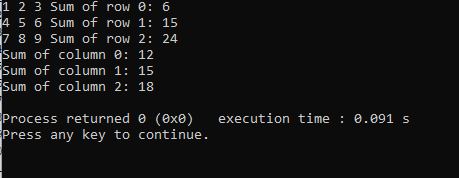 1 2 3 Sum of row 0: 6
4 5 6 Sum of row 1: 15
7 8 9 Sum of row 2: 24
Sum of column 0: 12
Sum of column 1: 15
Sum of column 2: 18
Process returned 0 (0x0)   execution time : 0.091 s
Press any key to continue.